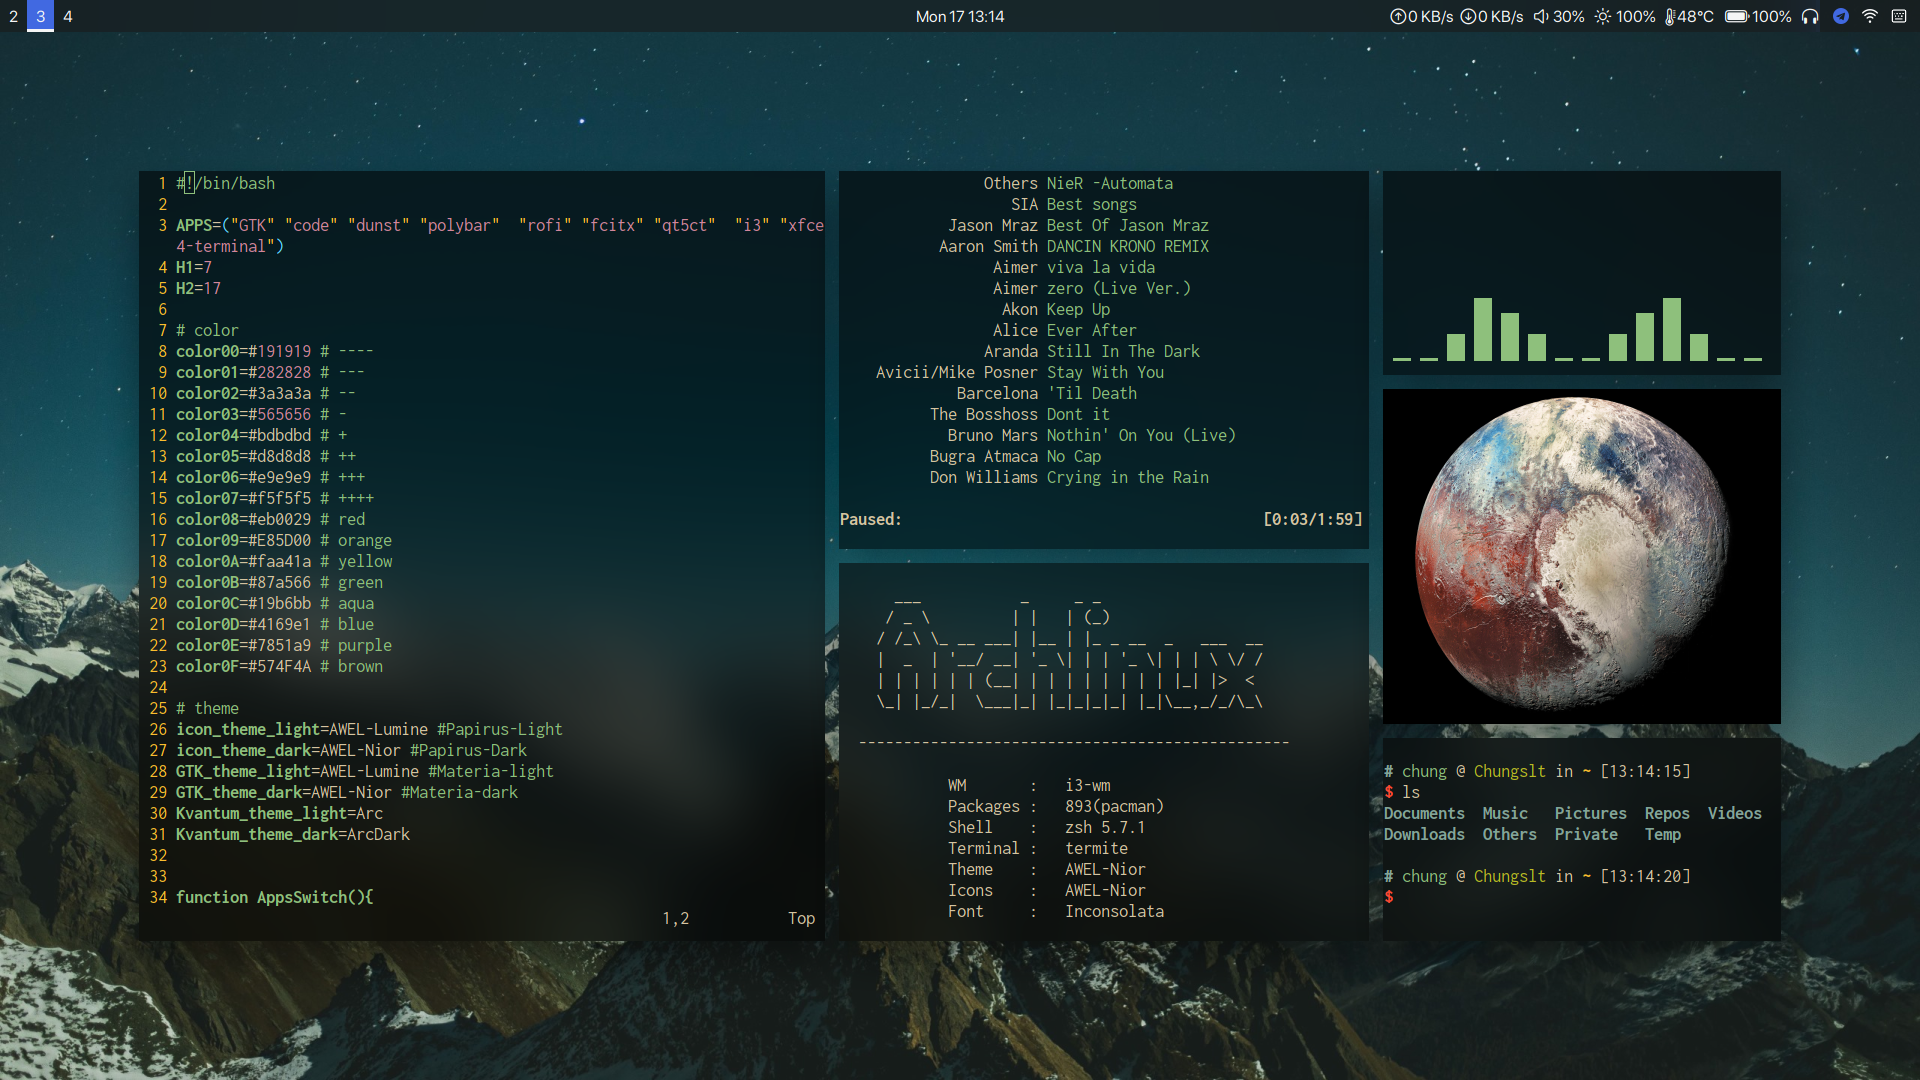 2 3 4
Mon 17 13:14
0 KB/s 0 KB/s 30% 100% 48°C 100%
1 #!/bin/bash
2
3 APPS=("GTK" "code" "dunst" "polybar"  "rofi" "fcitx" "qt5ct"  "i3" "xfce
4-terminal")
4 H1=7
5 H2=17
6
7 # color
8 color00=#191919 # ----
9 color01=#282828 # ---
10 color02=#3a3a3a # --
11 color03=#565656 # -
12 color04=#bdbdbd # +
13 color05=#d8d8d8 # ++
14 color06=#e9e9e9 # +++
15 color07=#f5f5f5 # ++++
16 color08=#eb0029 # red
17 color09=#E85D00 # orange
18 color0A=#faa41a # yellow
19 color0B=#87a566 # green
20 color0C=#19b6bb # aqua
21 color0D=#4169e1 # blue
22 color0E=#7851a9 # purple
23 color0F=#574F4A # brown
24
25 # theme
26 icon_theme_light=AWEL-Lumine #Papirus-Light
27 icon_theme_dark=AWEL-Nior #Papirus-Dark
28 GTK_theme_light=AWEL-Lumine #Materia-light
29 GTK_theme_dark=AWEL-Nior #Materia-dark
30 Kvantum_theme_light=Arc
31 Kvantum_theme_dark=ArcDark
32
33
34 function AppsSwitch(){
1,2 Top
Others NieR -Automata
SIA Best songs
Jason Mraz Best Of Jason Mraz
Aaron Smith DANCIN KRONO REMIX
Aimer viva la vida
Aimer zero (Live Ver.)
Akon Keep Up
Alice Ever After
Aranda Still In The Dark
Avicii/Mike Posner Stay With You
Barcelona 'Til Death
The Bosshoss Dont it
Bruno Mars Nothin' On You (Live)
Bugra Atmaca No Cap
Don Williams Crying in the Rain
Paused: [0:03/1:59]
Archlinux
-----------------------------------------------
WM : i3-wm
Packages : 893(pacman)
Shell : zsh 5.7.1
Terminal : termite
Theme : AWEL-Nior
Icons : AWEL-Nior
Font : Inconsolata
# chung @ Chungslt in ~ [13:14:15]
$ ls
Documents Music Pictures Repos Videos
Downloads Others Private Temp
# chung @ Chungslt in ~ [13:14:20]
$